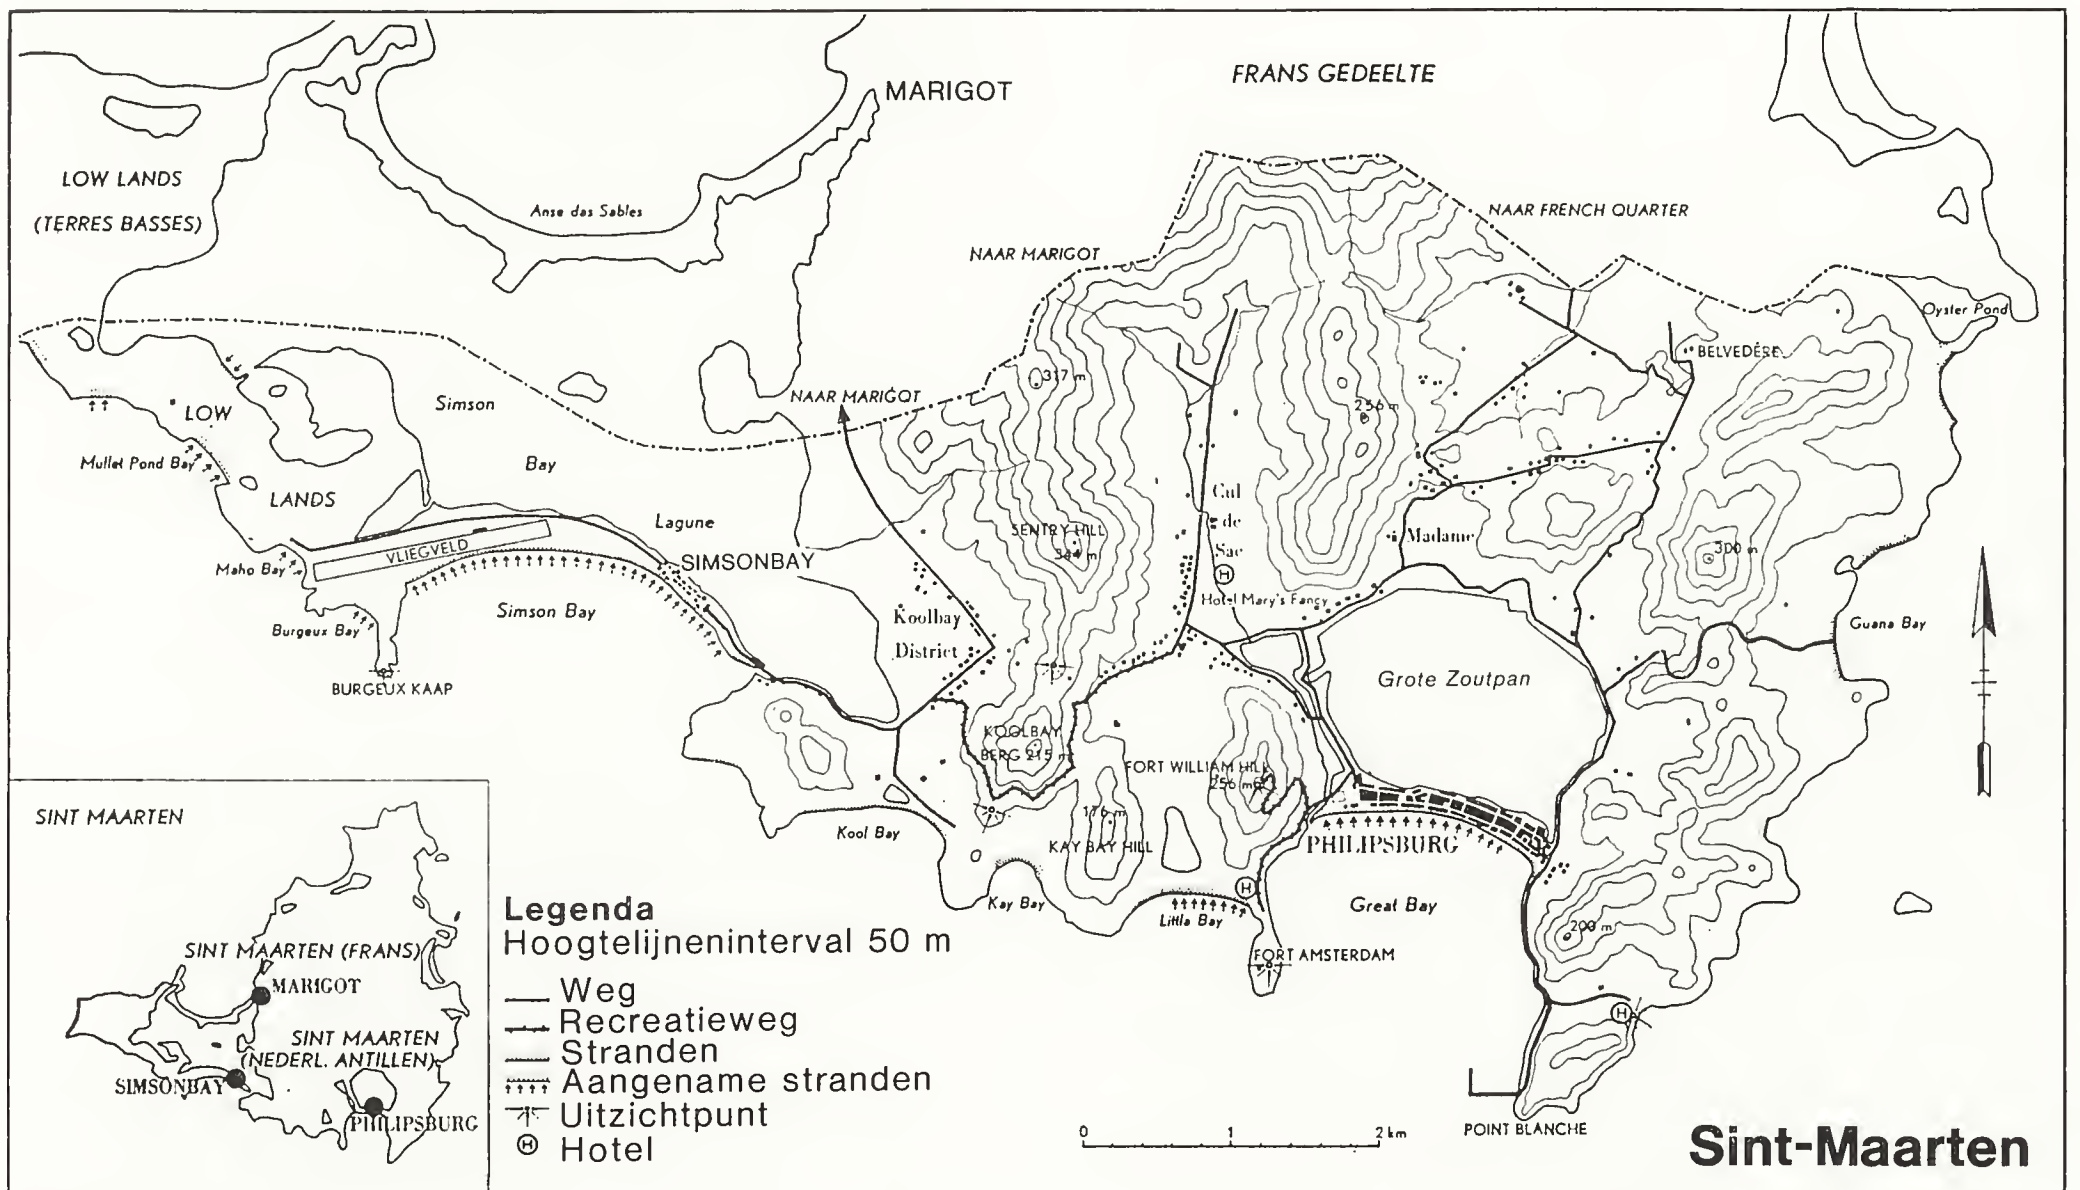 MARIGOT
FRANS GEDEELTE
LOW LANDS
(TERRES BASSES)
Anse das Sables
NAAR FRENCH QUARTER
NAAR MARIGOT
Oyster Pond
BELVEDÉRE
317 m
NAAR MARIGOT
256 m
LOW
LANDS
Simson
Bay
Lagune
Mullet Pond Bay
Cul
de
Sac
SENTRY HILL
344 m
Madame
300 m
VLIEGVELD
SIMSONBAY
Maho Bay
Hotel Mary's Fancy
H
Simson Bay
Koolbay
District
Burgeux Bay
Guana Bay
BURGEUX KAAP
Grote Zoutpan
KOOLBAY
BERG 215 m
FORT WILLIAM HILL
256 m
176 m
KAY BAY HILL
Kool Bay
PHILIPSBURG
Kay Bay
H
Little Bay
Great Bay
200 m
FORT AMSTERDAM
H
POINT BLANCHE
SINT MAARTEN
SINT MAARTEN (FRANS)
MARIGOT
SINT MAARTEN
(NEDERL. ANTILLEN)
SIMSONBAY
PHILIPSBURG
Legenda
Hoogtelijneninterval 50 m
Weg
Recreatieweg
Stranden
Aangename stranden
Uitzichtpunt
H Hotel
0 1 2 km
Sint-Maarten